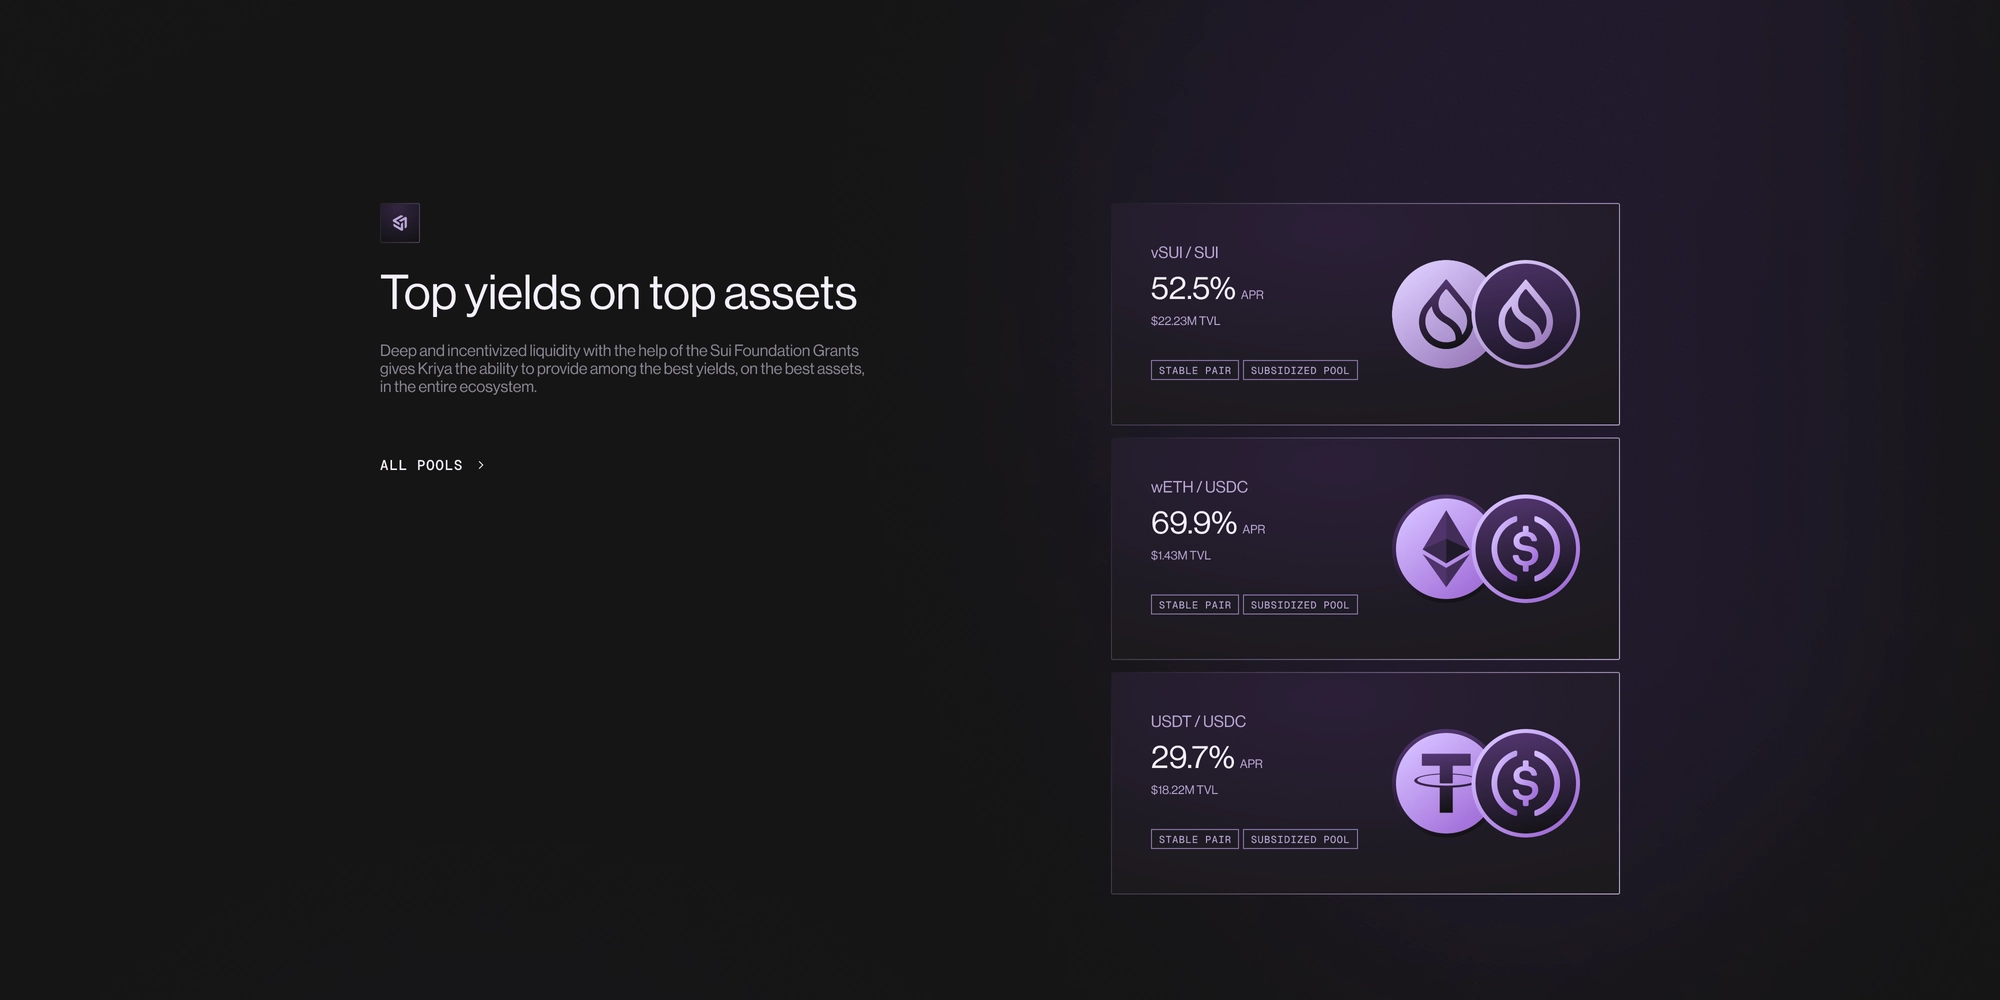 Top yields on top assets
Deep and incentivized liquidity with the help of the Sui Foundation Grants
gives Kriya the ability to provide among the best yields, on the best assets,
in the entire ecosystem.
ALL POOLS
vSUI / SUI
52.5% APR
$22.23M TVL
STABLE PAIR SUBSIDIZED POOL
wETH / USDC
69.9% APR
$1.43M TVL
STABLE PAIR SUBSIDIZED POOL
USDT / USDC
29.7% APR
$18.22M TVL
STABLE PAIR SUBSIDIZED POOL